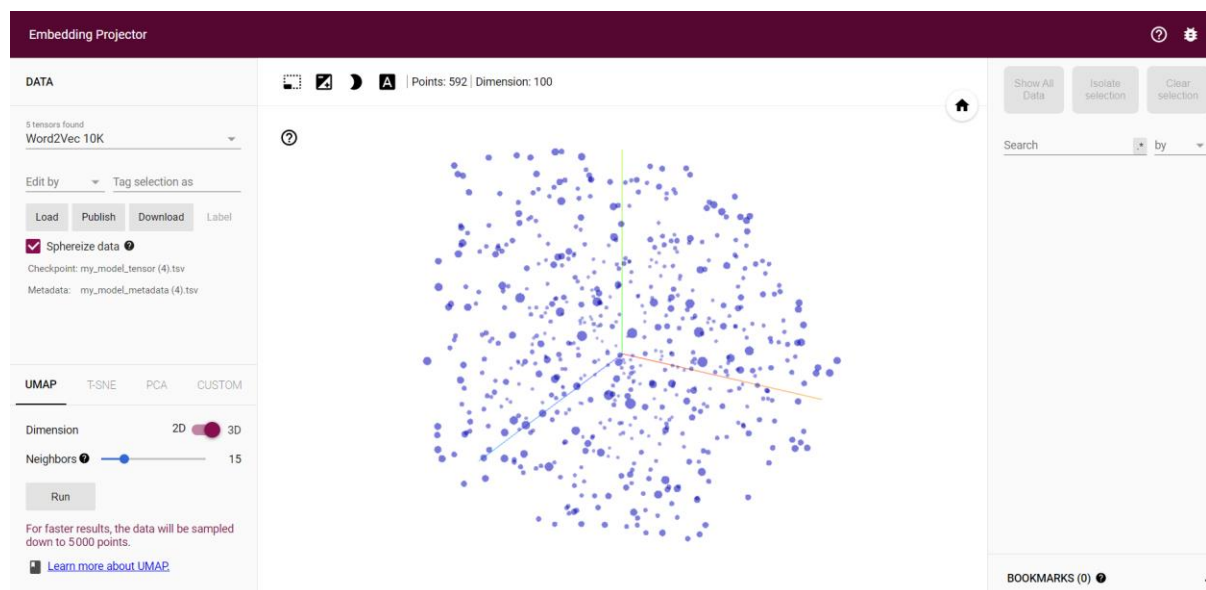 Embedding Projector
DATA
5 tensors found
Word2Vec 10K
Edit by
Tag selection as
Load
Publish
Download
Label
Sphereize data
Checkpoint: my_model_tensor (4).tsv
Metadata: my_model_metadata (4).tsv
UMAP
T-SNE
PCA
CUSTOM
Dimension
2D
3D
Neighbors
15
Run
For faster results, the data will be sampled
down to 5000 points.
Learn more about UMAP.
A
Points: 592 | Dimension: 100
Show All
Data
Isolate
selection
Clear
selection
Search
.*
by
BOOKMARKS (0)